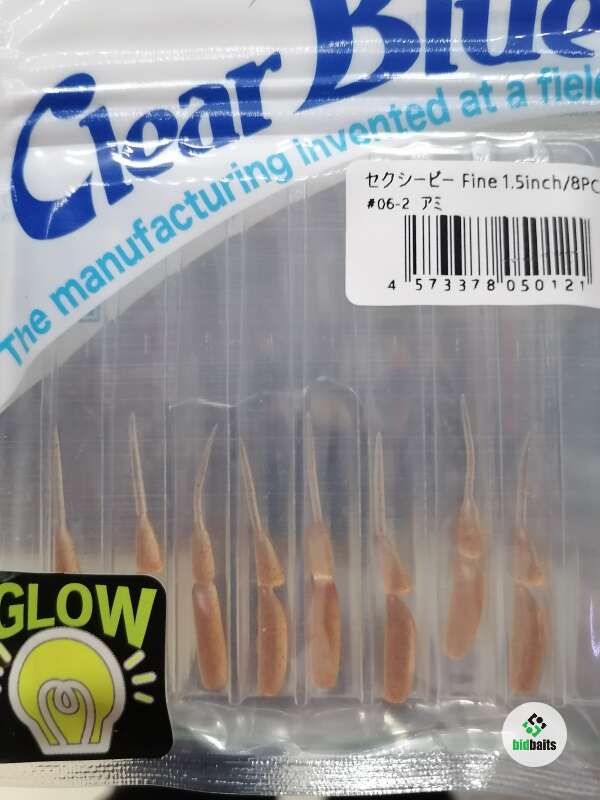 Clear Blue
The manufacturing invented at a field
セクシービー Fine 1.5inch/8PC
#06-2 アミ
4 573378 050121
GLOW
bidbaits